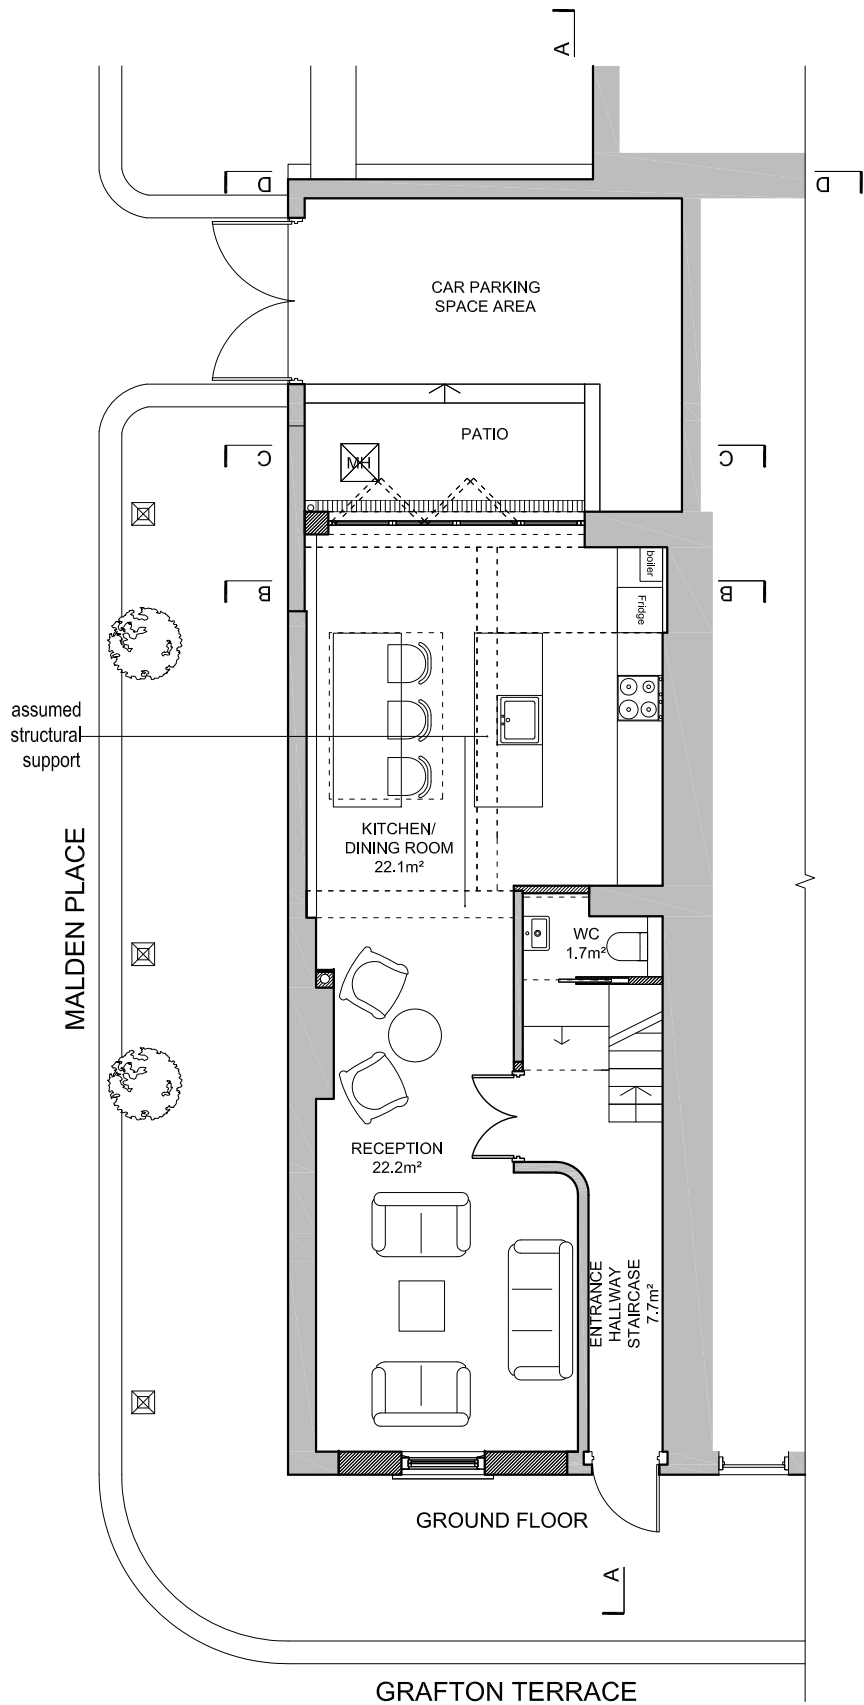 A
D
D
CAR PARKING
SPACE AREA
PATIO
MH
C
C
boiler
Fridge
B
B
assumed
structural
support
KITCHEN/
DINING ROOM
22.1m²
MALDEN PLACE
WC
1.7m²
RECEPTION
22.2m²
ENTRANCE
HALLWAY
STAIRCASE
7.7m²
GROUND FLOOR
A
GRAFTON TERRACE